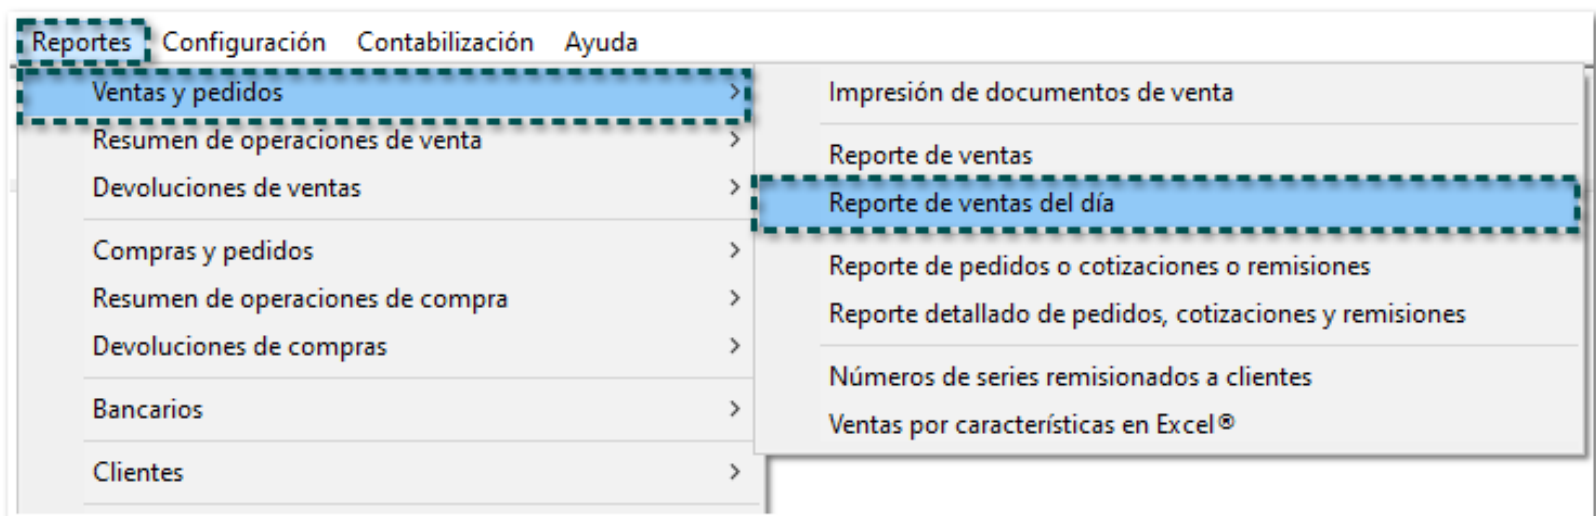 Reportes Configuración Contabilización Ayuda
Ventas y pedidos
Resumen de operaciones de venta
Devoluciones de ventas
Compras y pedidos
Resumen de operaciones de compra
Devoluciones de compras
Bancarios
Clientes
Impresión de documentos de venta
Reporte de ventas
Reporte de ventas del día
Reporte de pedidos o cotizaciones o remisiones
Reporte detallado de pedidos, cotizaciones y remisiones
Números de series remisionados a clientes
Ventas por características en Excel®